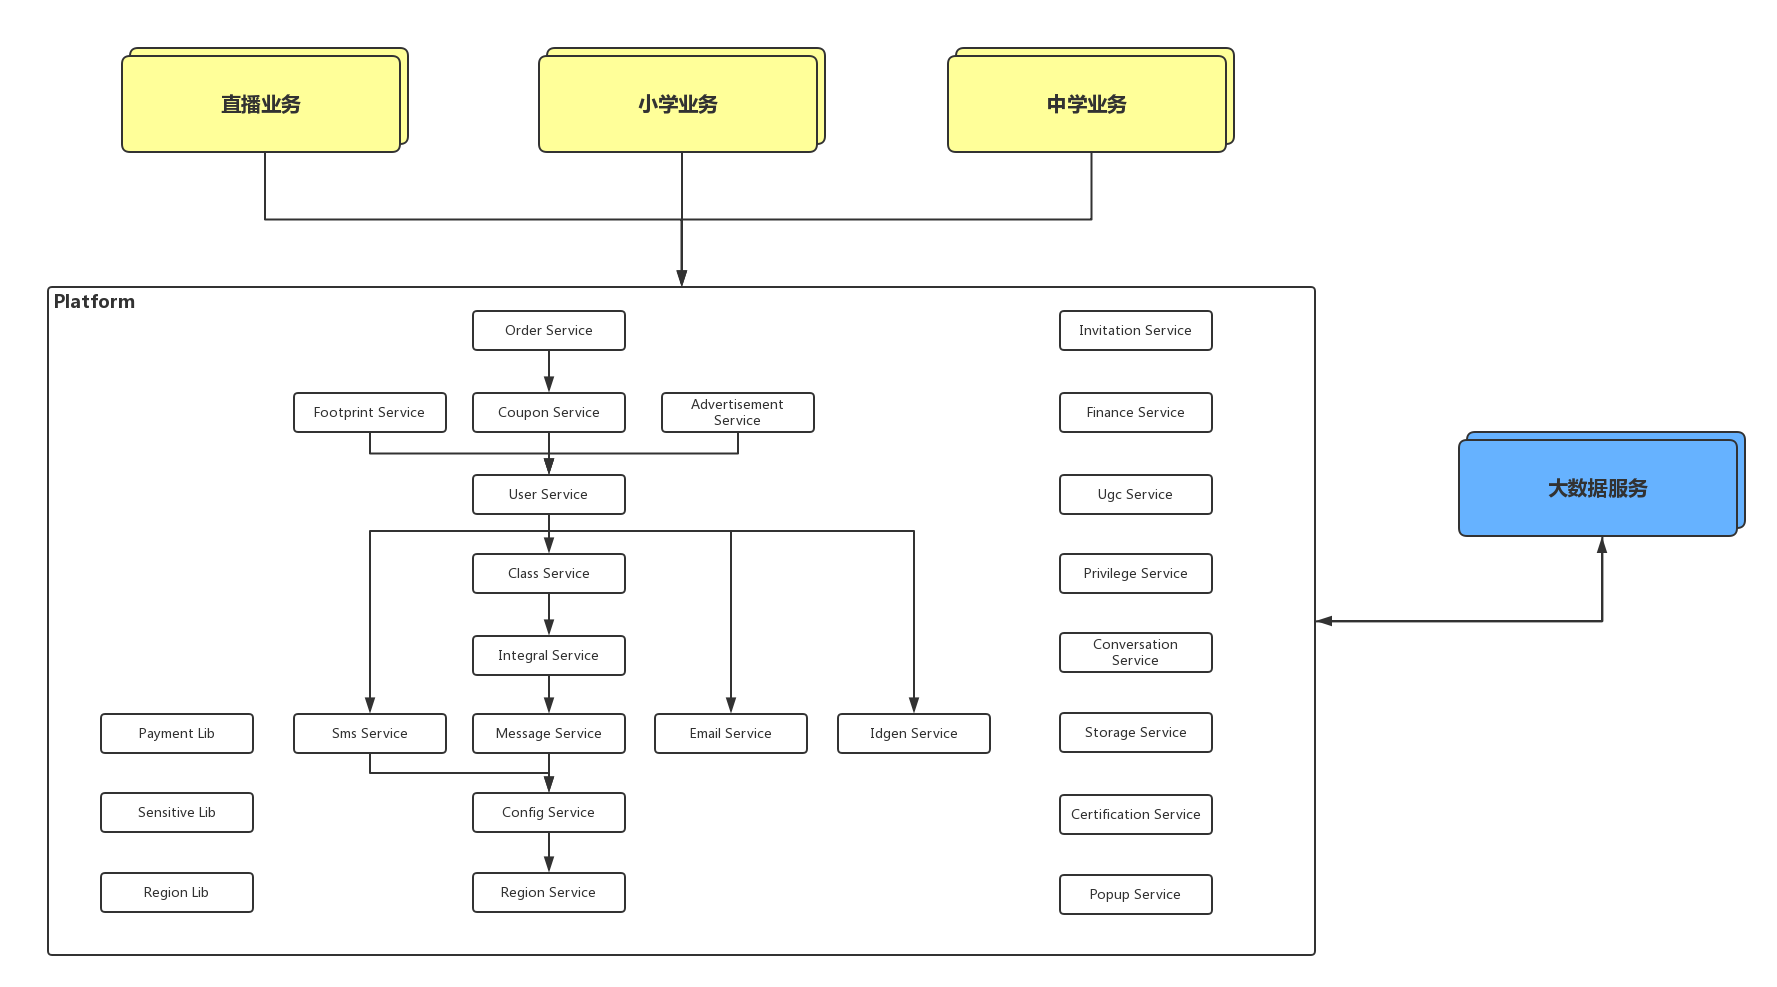 直播业务
小学业务
中学业务
Platform
Order Service
Invitation Service
Footprint Service
Coupon Service
Advertisement
Service
Finance Service
User Service
Ugc Service
大数据服务
Class Service
Privilege Service
Integral Service
Conversation
Service
Payment Lib
Sms Service
Message Service
Email Service
Idgen Service
Storage Service
Sensitive Lib
Config Service
Certification Service
Region Lib
Region Service
Popup Service